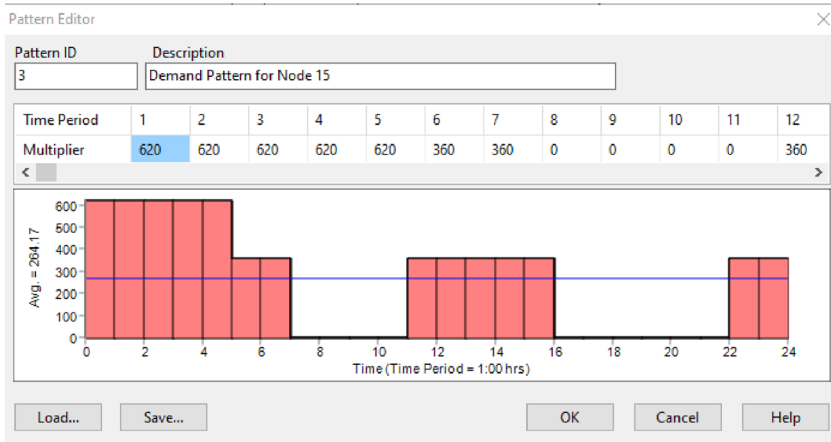 Pattern Editor
Pattern ID Description
3 Demand Pattern for Node 15
Time Period 1 2 3 4 5 6 7 8 9 10 11 12
Multiplier 620 620 620 620 620 360 360 0 0 0 0 360
600
500
400
300
200
100
0
Avg. = 264.17
0 2 4 6 8 10 12 14 16 18 20 22 24
Time (Time Period = 1:00 hrs)
Load... Save... OK Cancel Help